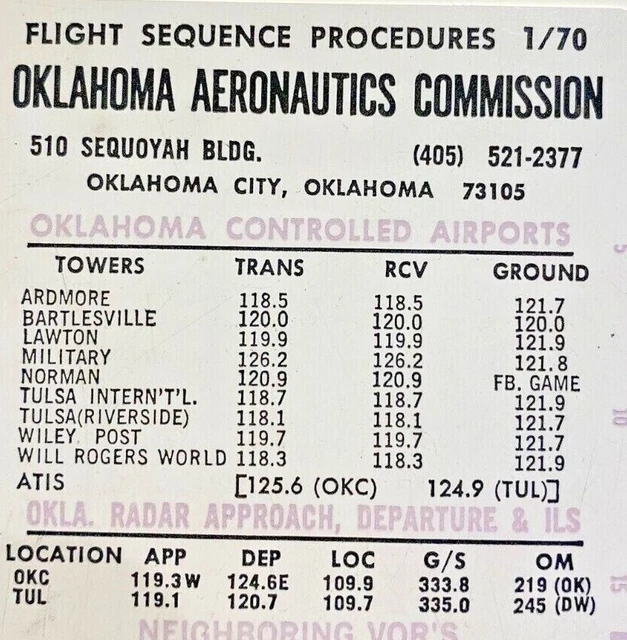 FLIGHT SEQUENCE PROCEDURES 1/70
OKLAHOMA AERONAUTICS COMMISSION
510 SEQUOYAH BLDG. (405) 521-2377
OKLAHOMA CITY, OKLAHOMA 73105
OKLAHOMA CONTROLLED AIRPORTS
TOWERS TRANS RCV GROUND
ARDMORE 118.5 118.5 121.7
BARTLESVILLE 120.0 120.0 120.0
LAWTON 119.9 119.9 121.9
MILITARY 126.2 126.2 121.8
NORMAN 120.9 120.9 FB. GAME
TULSA INTERN'T'L. 118.7 118.7 121.9
TULSA(RIVERSIDE) 118.1 118.1 121.7
WILEY POST 119.7 119.7 121.7
WILL ROGERS WORLD 118.3 118.3 121.9
ATIS [125.6 (OKC) 124.9 (TUL)]
OKLA. RADAR APPROACH, DEPARTURE & ILS
LOCATION APP DEP LOC G/S OM
OKC 119.3W 124.6E 109.9 333.8 219 (OK)
TUL 119.1 120.7 109.7 335.0 245 (DW)
NEIGHBORING VOR'S
5
10
15